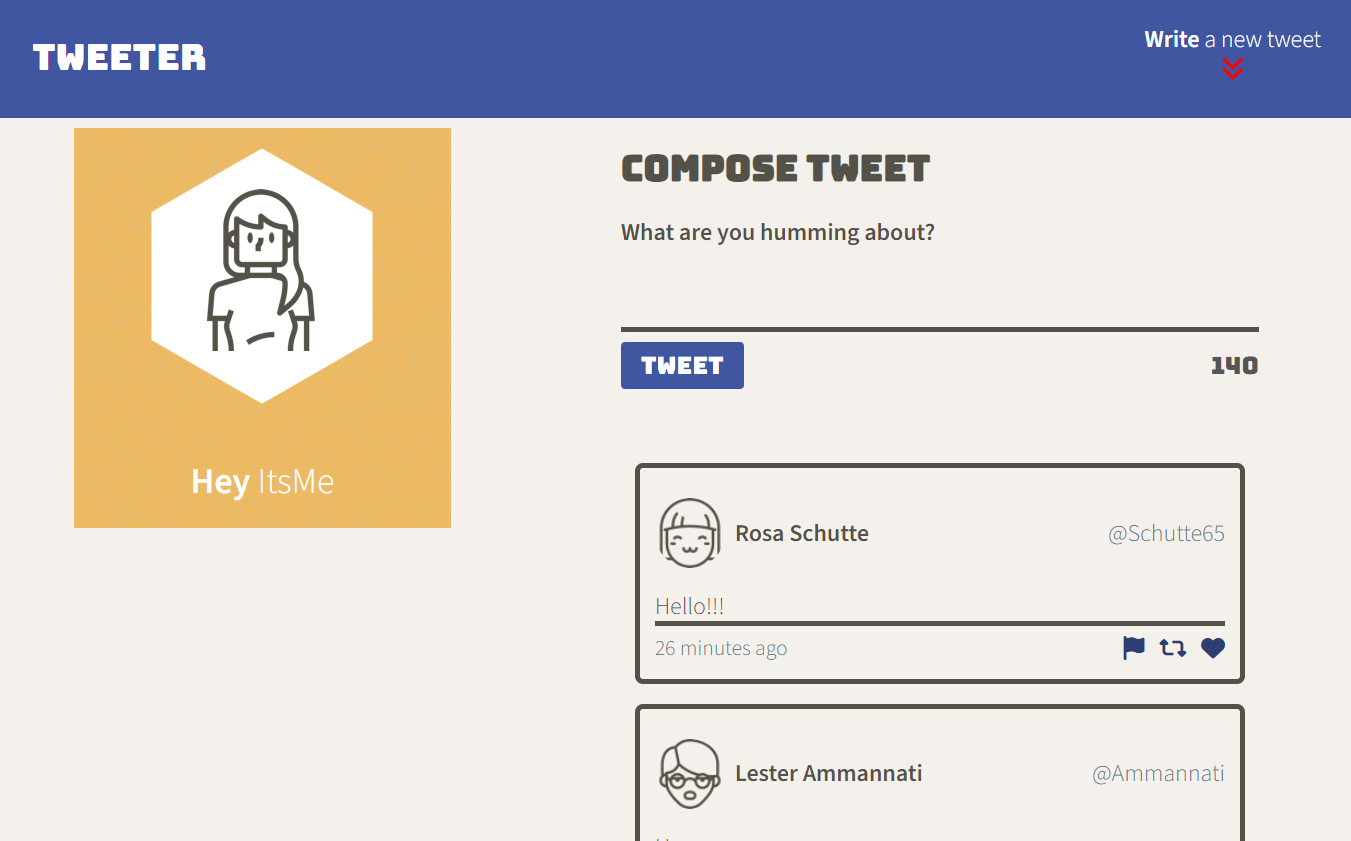 TWEETER
Write a new tweet
Hey ItsMe
COMPOSE TWEET
What are you humming about?
TWEET
140
Rosa Schutte
@Schutte65
Hello!!!
26 minutes ago
Lester Ammannati
@Ammannati